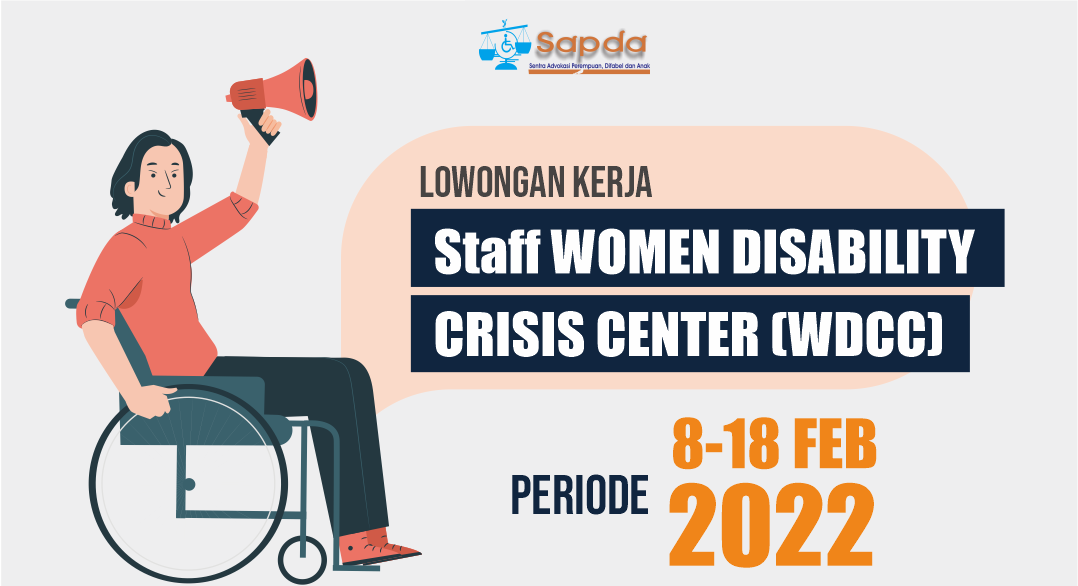 Sapda
Sentra Advokasi Perempuan, Difabel dan Anak
LOWONGAN KERJA
Staff WOMEN DISABILITY
CRISIS CENTER (WDCC)
PERIODE
8-18 FEB
2022